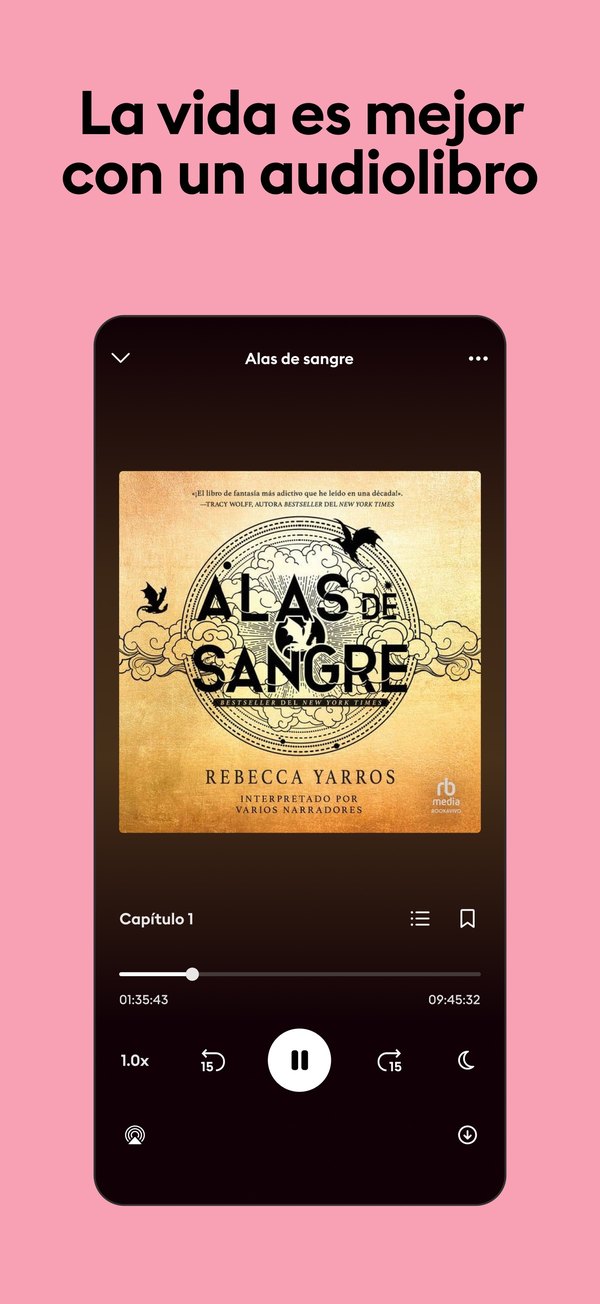 La vida es mejor
con un audiolibro
Alas de sangre
«¡El libro de fantasía más adictivo que he leído en una década!».
—TRACY WOLFF, AUTORA BESTSELLER DEL NEW YORK TIMES
ALAS DE
SANGRE
BESTSELLER DEL NEW YORK TIMES
REBECCA YARROS
INTERPRETADO POR
VARIOS NARRADORES
rb
media
BOOKAVIVO
Capítulo 1
01:35:43
09:45:32
1.0x
15
15